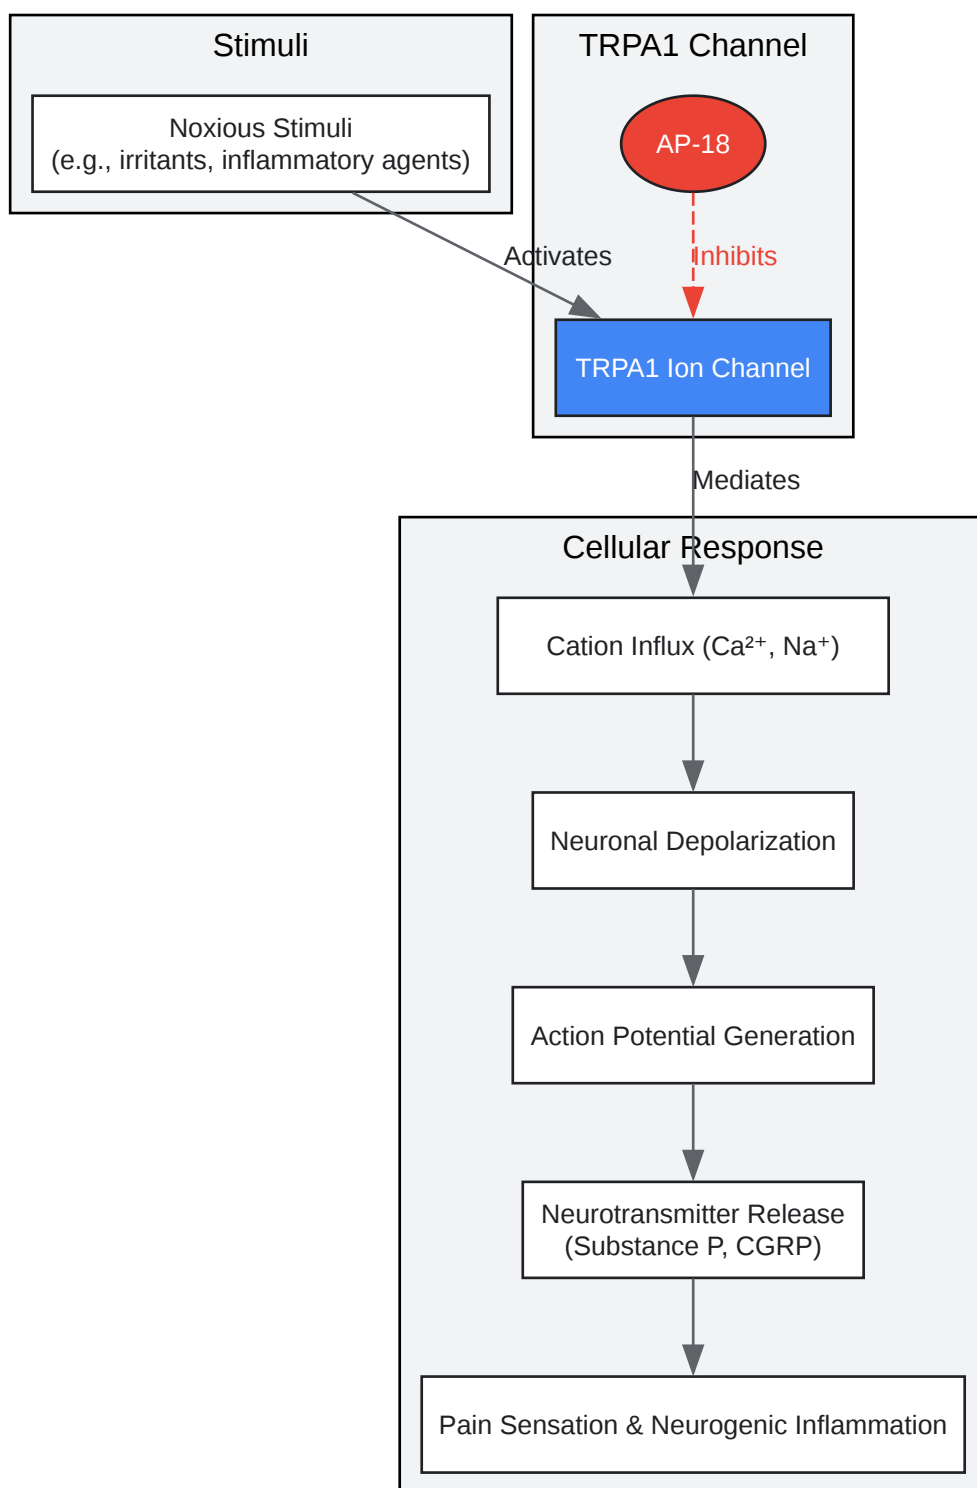 Stimuli
Noxious Stimuli
(e.g., irritants, inflammatory agents)
TRPA1 Channel
AP-18
Activates
Inhibits
TRPA1 Ion Channel
Mediates
Cellular Response
Cation Influx (Ca²⁺, Na⁺)
Neuronal Depolarization
Action Potential Generation
Neurotransmitter Release
(Substance P, CGRP)
Pain Sensation & Neurogenic Inflammation